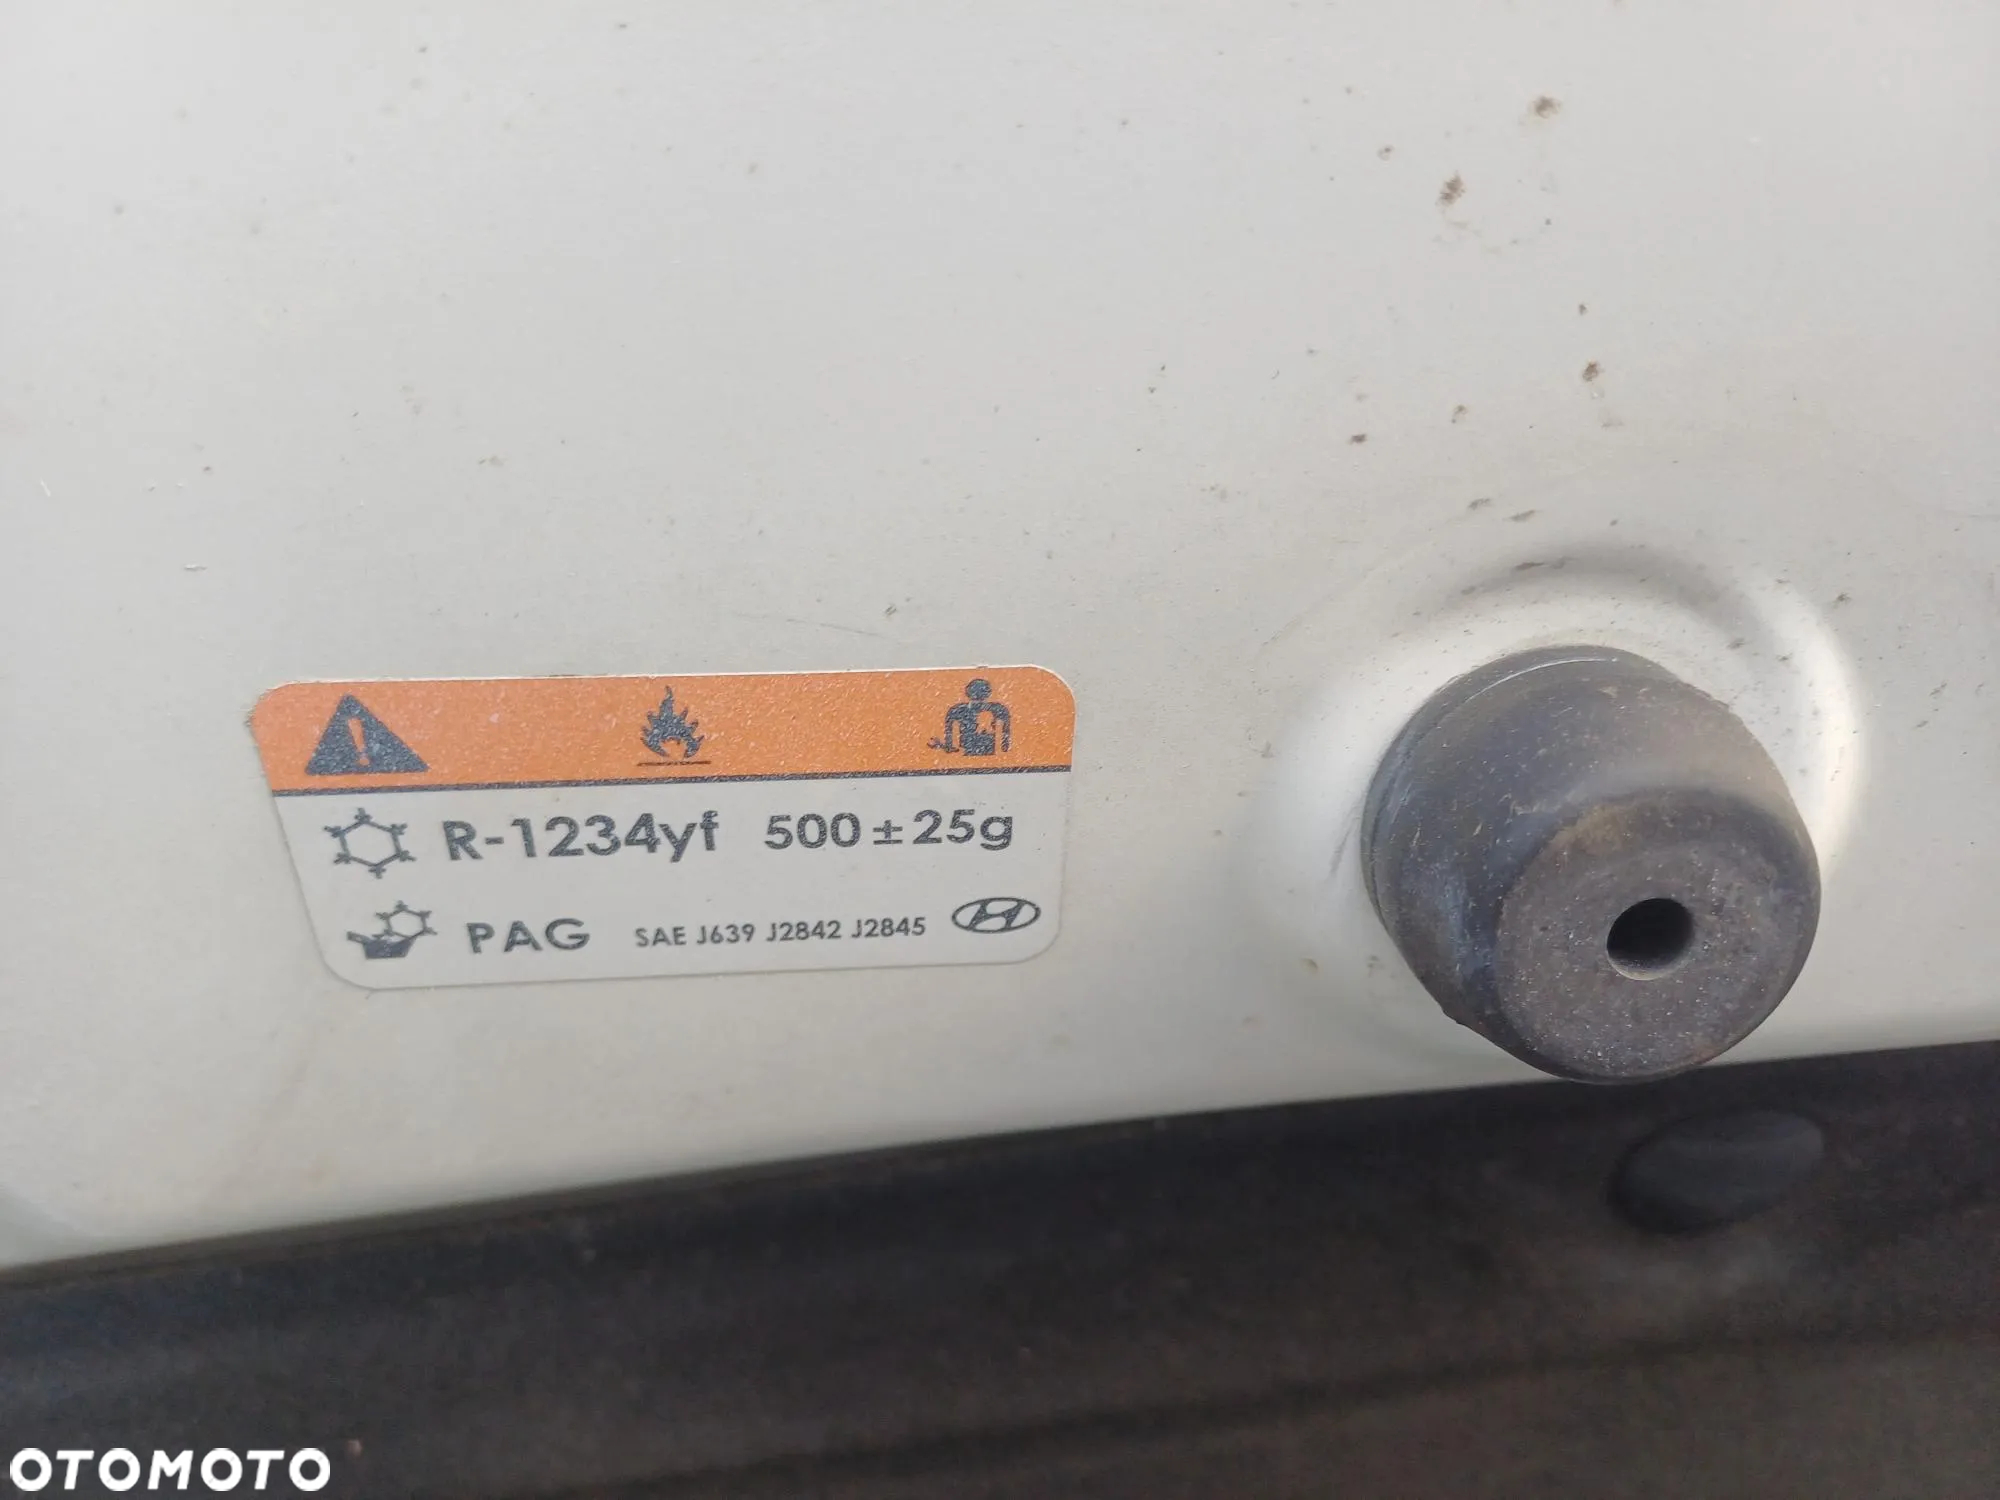 R-1234yf 500±25g
PAG SAE J639 J2842 J2845
OTOMOTO